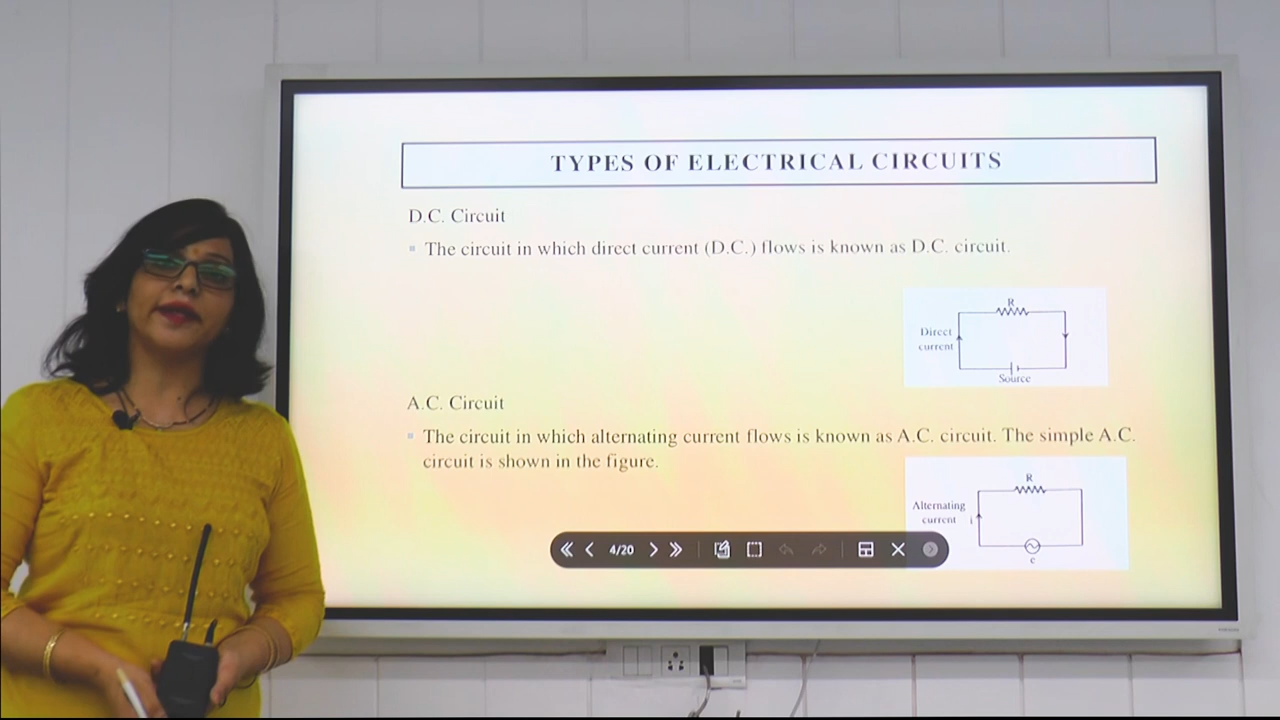 TYPES OF ELECTRICAL CIRCUITS
D.C. Circuit
▪ The circuit in which direct current (D.C.) flows is known as D.C. circuit.
R
Direct
current
Source
A.C. Circuit
▪ The circuit in which alternating current flows is known as A.C. circuit. The simple A.C.
circuit is shown in the figure.
R
Alternating
current
i
e
4/20